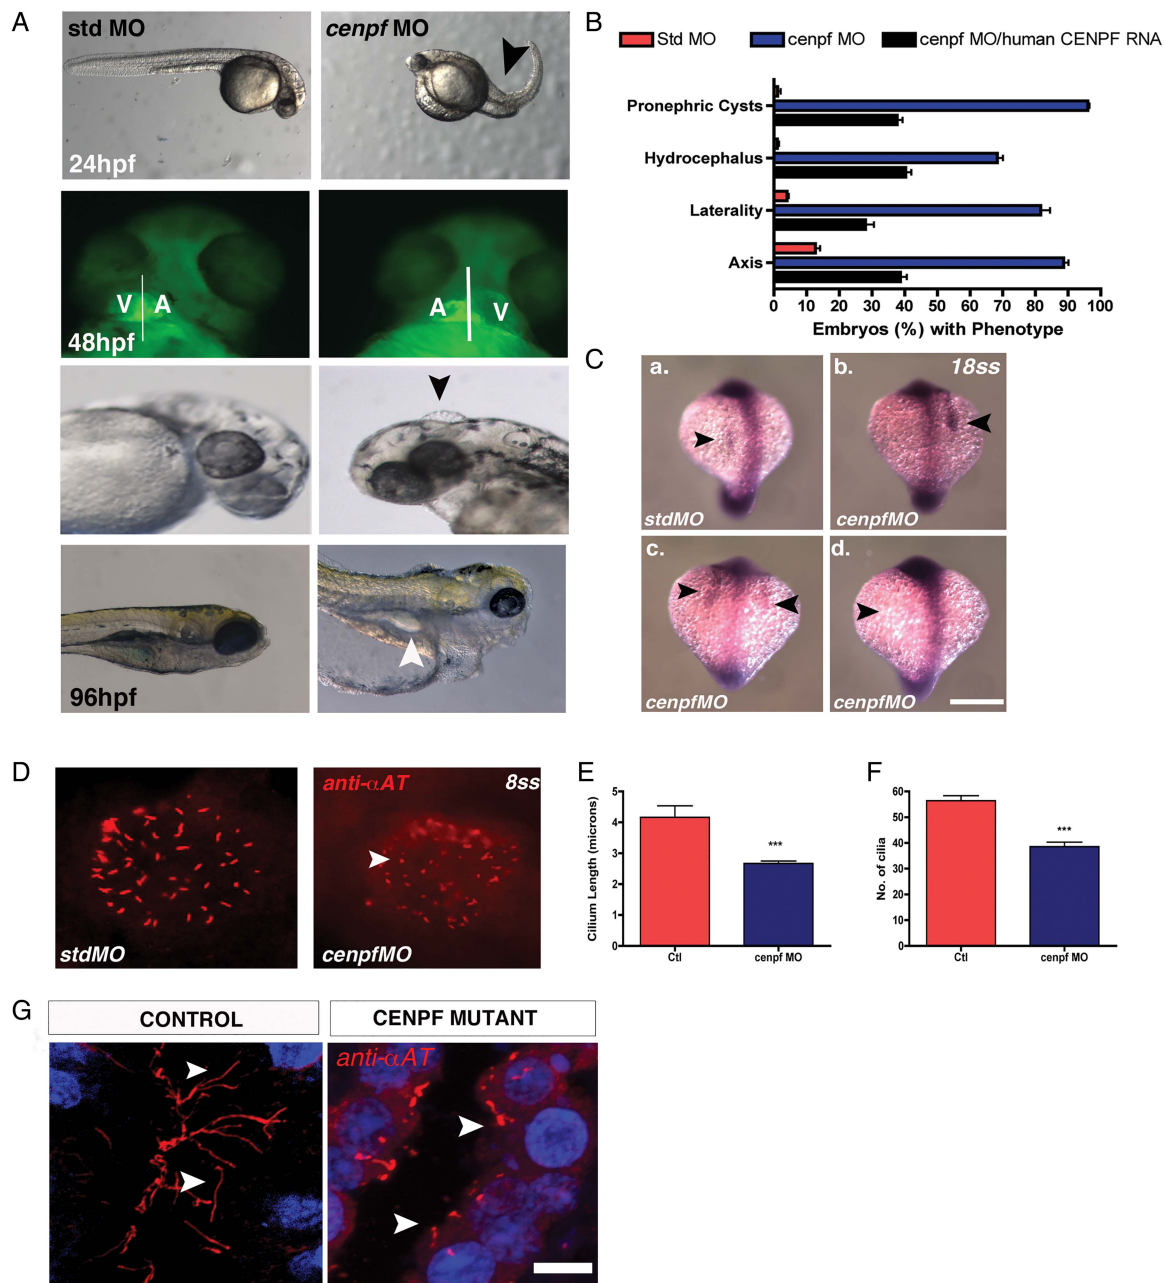 A
std MO
cenpf MO
24hpf
V A
A V
48hpf
96hpf
B
Std MO cenpf MO cenpf MO/human CENPF RNA
Pronephric Cysts
Hydrocephalus
Laterality
Axis
0 10 20 30 40 50 60 70 80 90 100
Embryos (%) with Phenotype
C
a.
b.
18ss
stdMO
cenpfMO
c.
d.
cenpfMO
cenpfMO
D
anti-αAT
8ss
stdMO
cenpfMO
E
Cilium Length (microns)
5
4
3
2
1
0
***
Ctl
cenpf MO
F
No. of cilia
60
50
40
30
20
10
0
***
Ctl
cenpf MO
G
CONTROL
CENPF MUTANT
anti-αAT